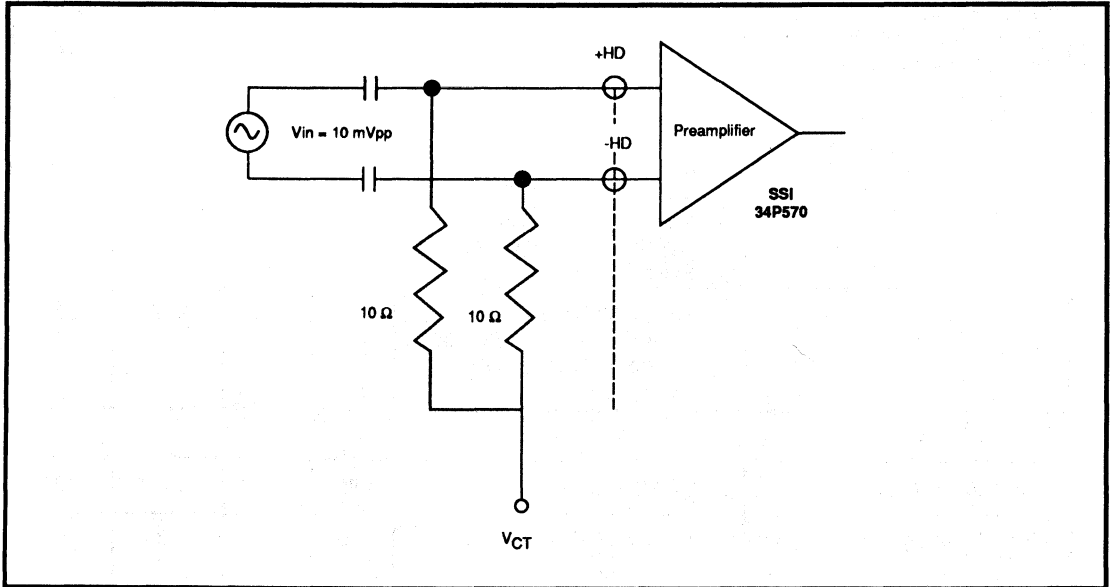 +HD
Vin = 10 mVpp
Preamplifier
-HD
SSI
34P570
10 Ω
10 Ω
VCT